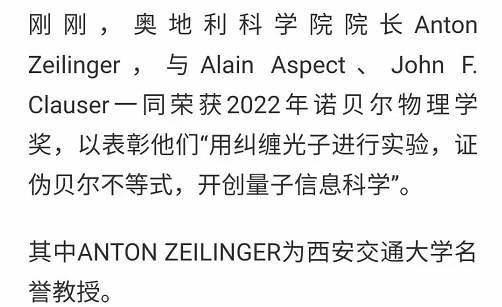 刚刚，奥地利科学院院长Anton
Zeilinger，与Alain Aspect、John F.
Clauser一同荣获2022年诺贝尔物理学
奖，以表彰他们“用纠缠光子进行实验，证
伪贝尔不等式，开创量子信息科学”。
其中ANTON ZEILINGER为西安交通大学名
誉教授。